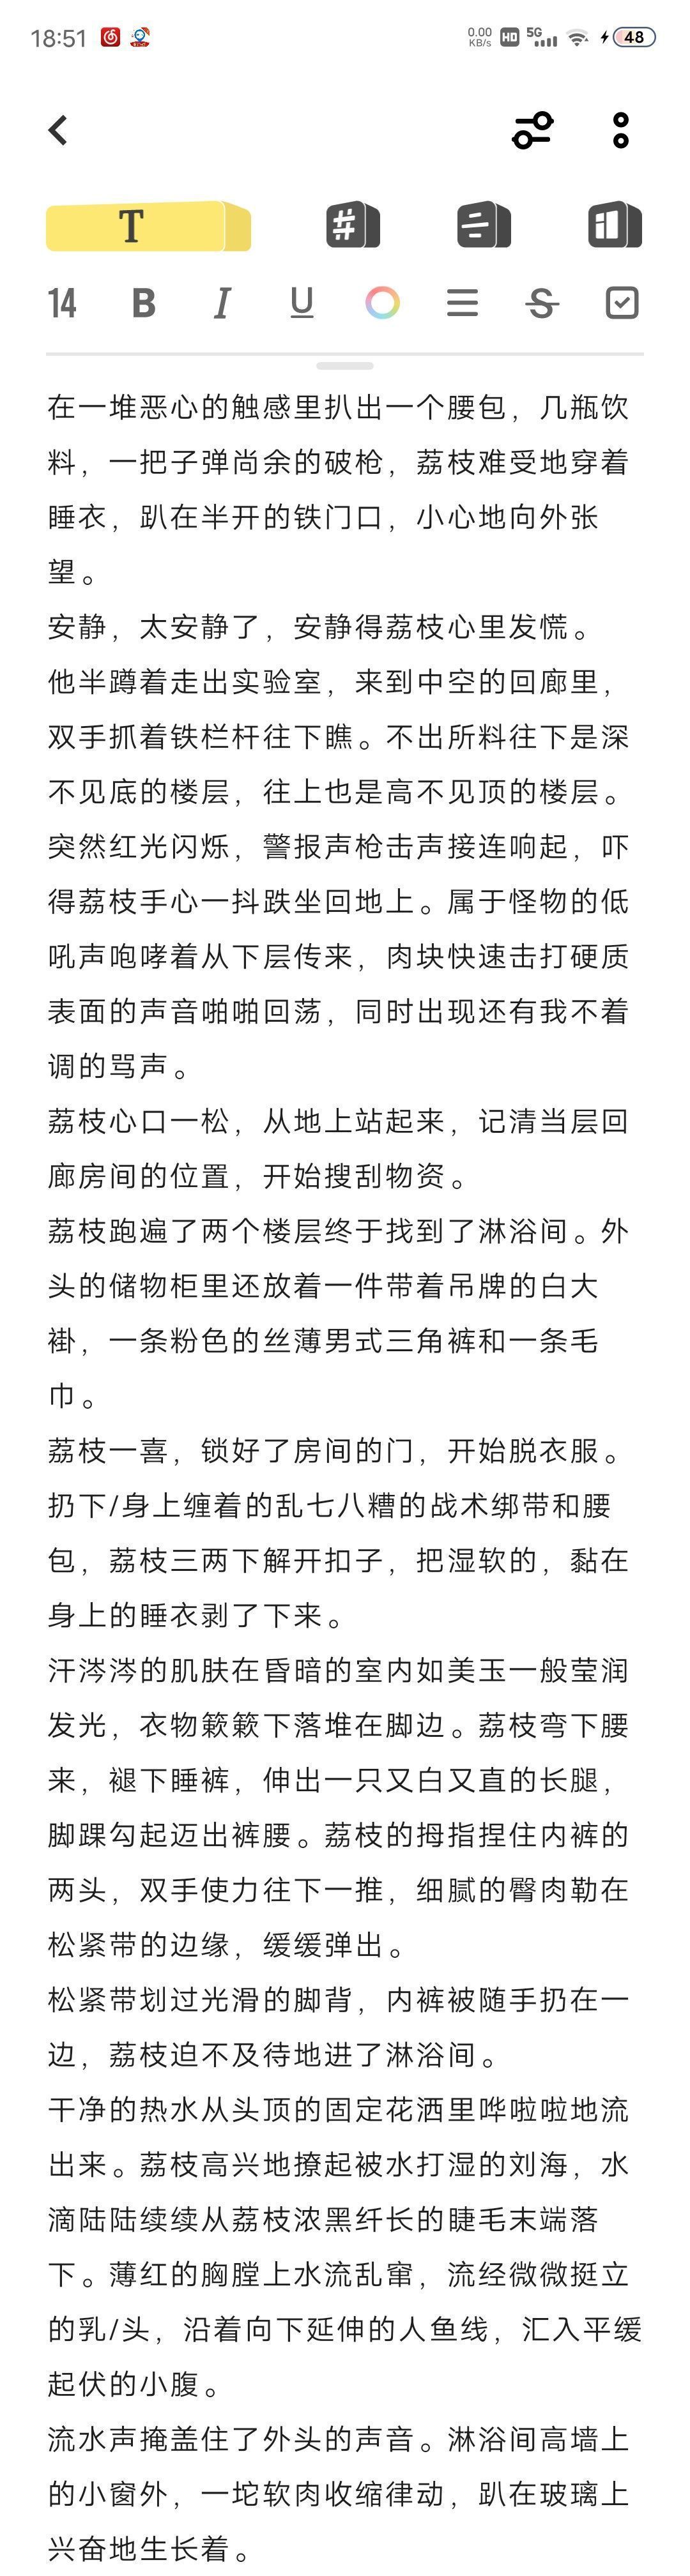 18:51
0.00 KB/s HD 5G 48
T # 
14 B I U S
在一堆恶心的触感里扒出一个腰包，几瓶饮
料，一把子弹尚余的破枪，荔枝难受地穿着
睡衣，趴在半开的铁门口，小心地向外张
望。
安静，太安静了，安静得荔枝心里发慌。
他半蹲着走出实验室，来到中空的回廊里，
双手抓着铁栏杆往下瞧。不出所料往下是深
不见底的楼层，往上也是高不见顶的楼层。
突然红光闪烁，警报声枪击声接连响起，吓
得荔枝手心一抖跌坐回地上。属于怪物的低
吼声咆哮着从下层传来，肉块快速击打硬质
表面的声音啪啪回荡，同时出现还有我不着
调的骂声。
荔枝心口一松，从地上站起来，记清当层回
廊房间的位置，开始搜刮物资。
荔枝跑遍了两个楼层终于找到了淋浴间。外
头的储物柜里还放着一件带着吊牌的白大
褂，一条粉色的丝薄男式三角裤和一条毛
巾。
荔枝一喜，锁好了房间的门，开始脱衣服。
扔下/身上缠着的乱七八糟的战术绑带和腰
包，荔枝三两下解开扣子，把湿软的，黏在
身上的睡衣剥了下来。
汗涔涔的肌肤在昏暗的室内如美玉一般莹润
发光，衣物簌簌下落堆在脚边。荔枝弯下腰
来，褪下睡裤，伸出一只又白又直的长腿，
脚踝勾起迈出裤腰。荔枝的拇指捏住内裤的
两头，双手使力往下一推，细腻的臀肉勒在
松紧带的边缘，缓缓弹出。
松紧带划过光滑的脚背，内裤被随手扔在一
边，荔枝迫不及待地进了淋浴间。
干净的热水从头顶的固定花洒里哗啦啦地流
出来。荔枝高兴地撩起被水打湿的刘海，水
滴陆陆续续从荔枝浓黑纤长的睫毛末端落
下。薄红的胸膛上水流乱窜，流经微微挺立
的乳/头，沿着向下延伸的人鱼线，汇入平缓
起伏的小腹。
流水声掩盖住了外头的声音。淋浴间高墙上
的小窗外，一坨软肉收缩律动，趴在玻璃上
兴奋地生长着。